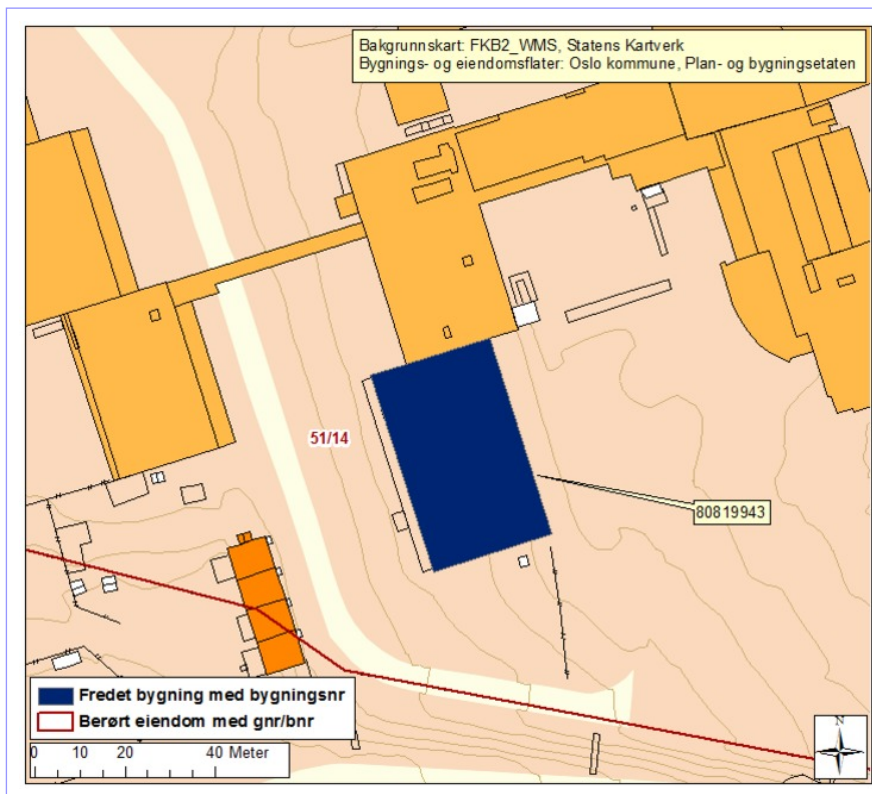 Bakgrunnskart: FKB2_WMS, Statens Kartverk
Bygnings- og eiendomsflater: Oslo kommune, Plan- og bygningsetaten
51/14
80819943
Fredet bygning med bygningsnr
Berørt eiendom med gnr/bnr
0 10 20 40 Meter
N